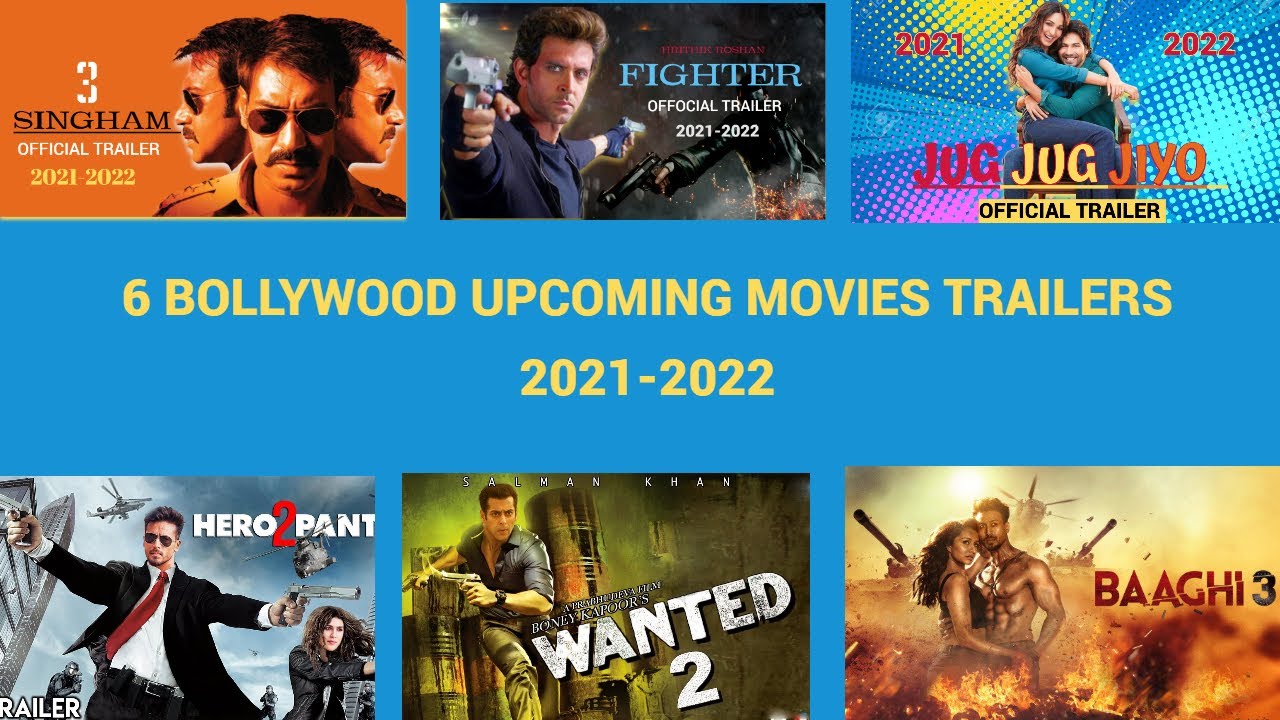 3
SINGHAM
OFFICIAL TRAILER
2021-2022
HRITHIK ROSHAN
FIGHTER
OFFOCIAL TRAILER
2021-2022
2021 2022
JUG JUG JIYO
OFFICIAL TRAILER
6 BOLLYWOOD UPCOMING MOVIES TRAILERS
2021-2022
HERO2PANT
RAILER
SALMAN KHAN
A PRABHUDEVA FILM
BONEY KAPOOR'S
WANTED
2
BAAGHI 3